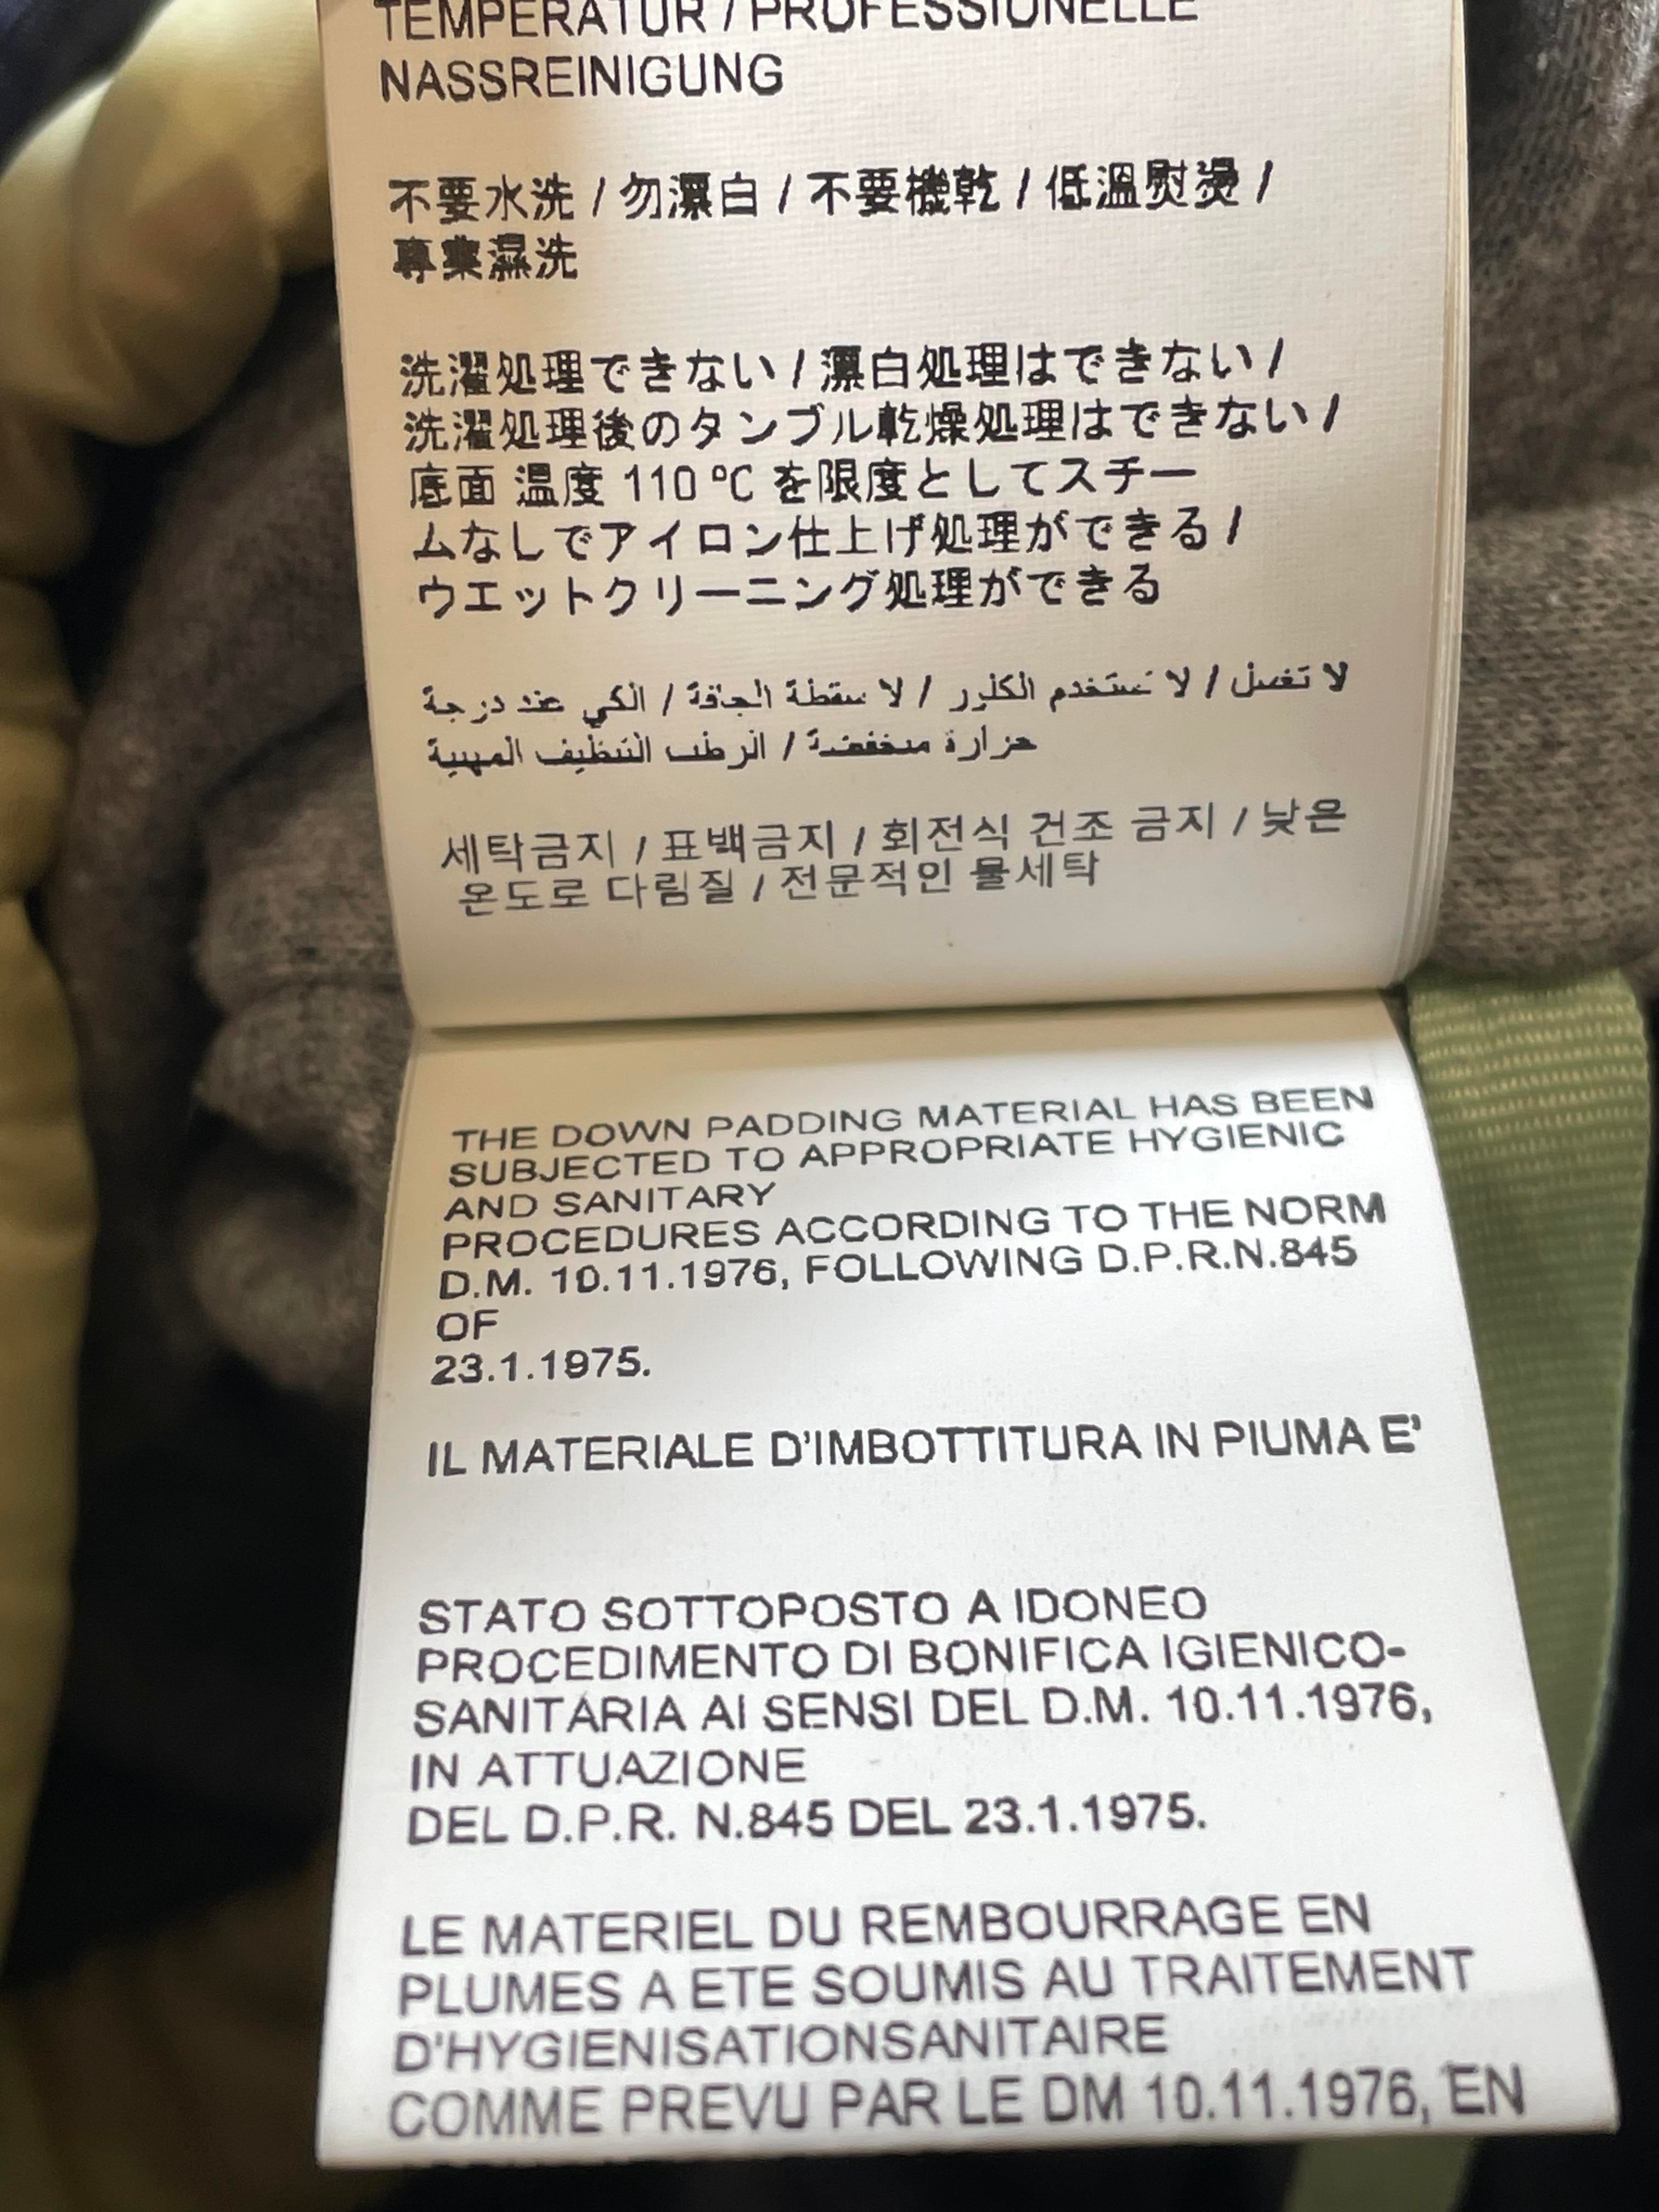 TEMPERATUR / PROFESSIONELLE
NASSREINIGUNG
不要水洗 / 勿漂白 / 不要機乾 / 低溫熨燙 /
專業濕洗
洗濯処理できない / 漂白処理はできない /
洗濯処理後のタンブル乾燥処理はできない /
底面 温度 110 ℃ を限度としてスチー
ムなしでアイロン仕上げ処理ができる /
ウエットクリーニング処理ができる
لا تغسل / لا تستخدم الكلور / لا سقطة الجافة / الكي عند درجة
حرارة منخفضة / الرطب التنظيف المهنية
세탁금지 / 표백금지 / 회전식 건조 금지 / 낮은
온도로 다림질 / 전문적인 물세탁
THE DOWN PADDING MATERIAL HAS BEEN
SUBJECTED TO APPROPRIATE HYGIENIC
AND SANITARY
PROCEDURES ACCORDING TO THE NORM
D.M. 10.11.1976, FOLLOWING D.P.R.N.845
OF
23.1.1975.
IL MATERIALE D'IMBOTTITURA IN PIUMA E'
STATO SOTTOPOSTO A IDONEO
PROCEDIMENTO DI BONIFICA IGIENICO-
SANITARIA AI SENSI DEL D.M. 10.11.1976,
IN ATTUAZIONE
DEL D.P.R. N.845 DEL 23.1.1975.
LE MATERIEL DU REMBOURRAGE EN
PLUMES A ETE SOUMIS AU TRAITEMENT
D'HYGIENISATIONSANITAIRE
COMME PREVU PAR LE DM 10.11.1976, EN